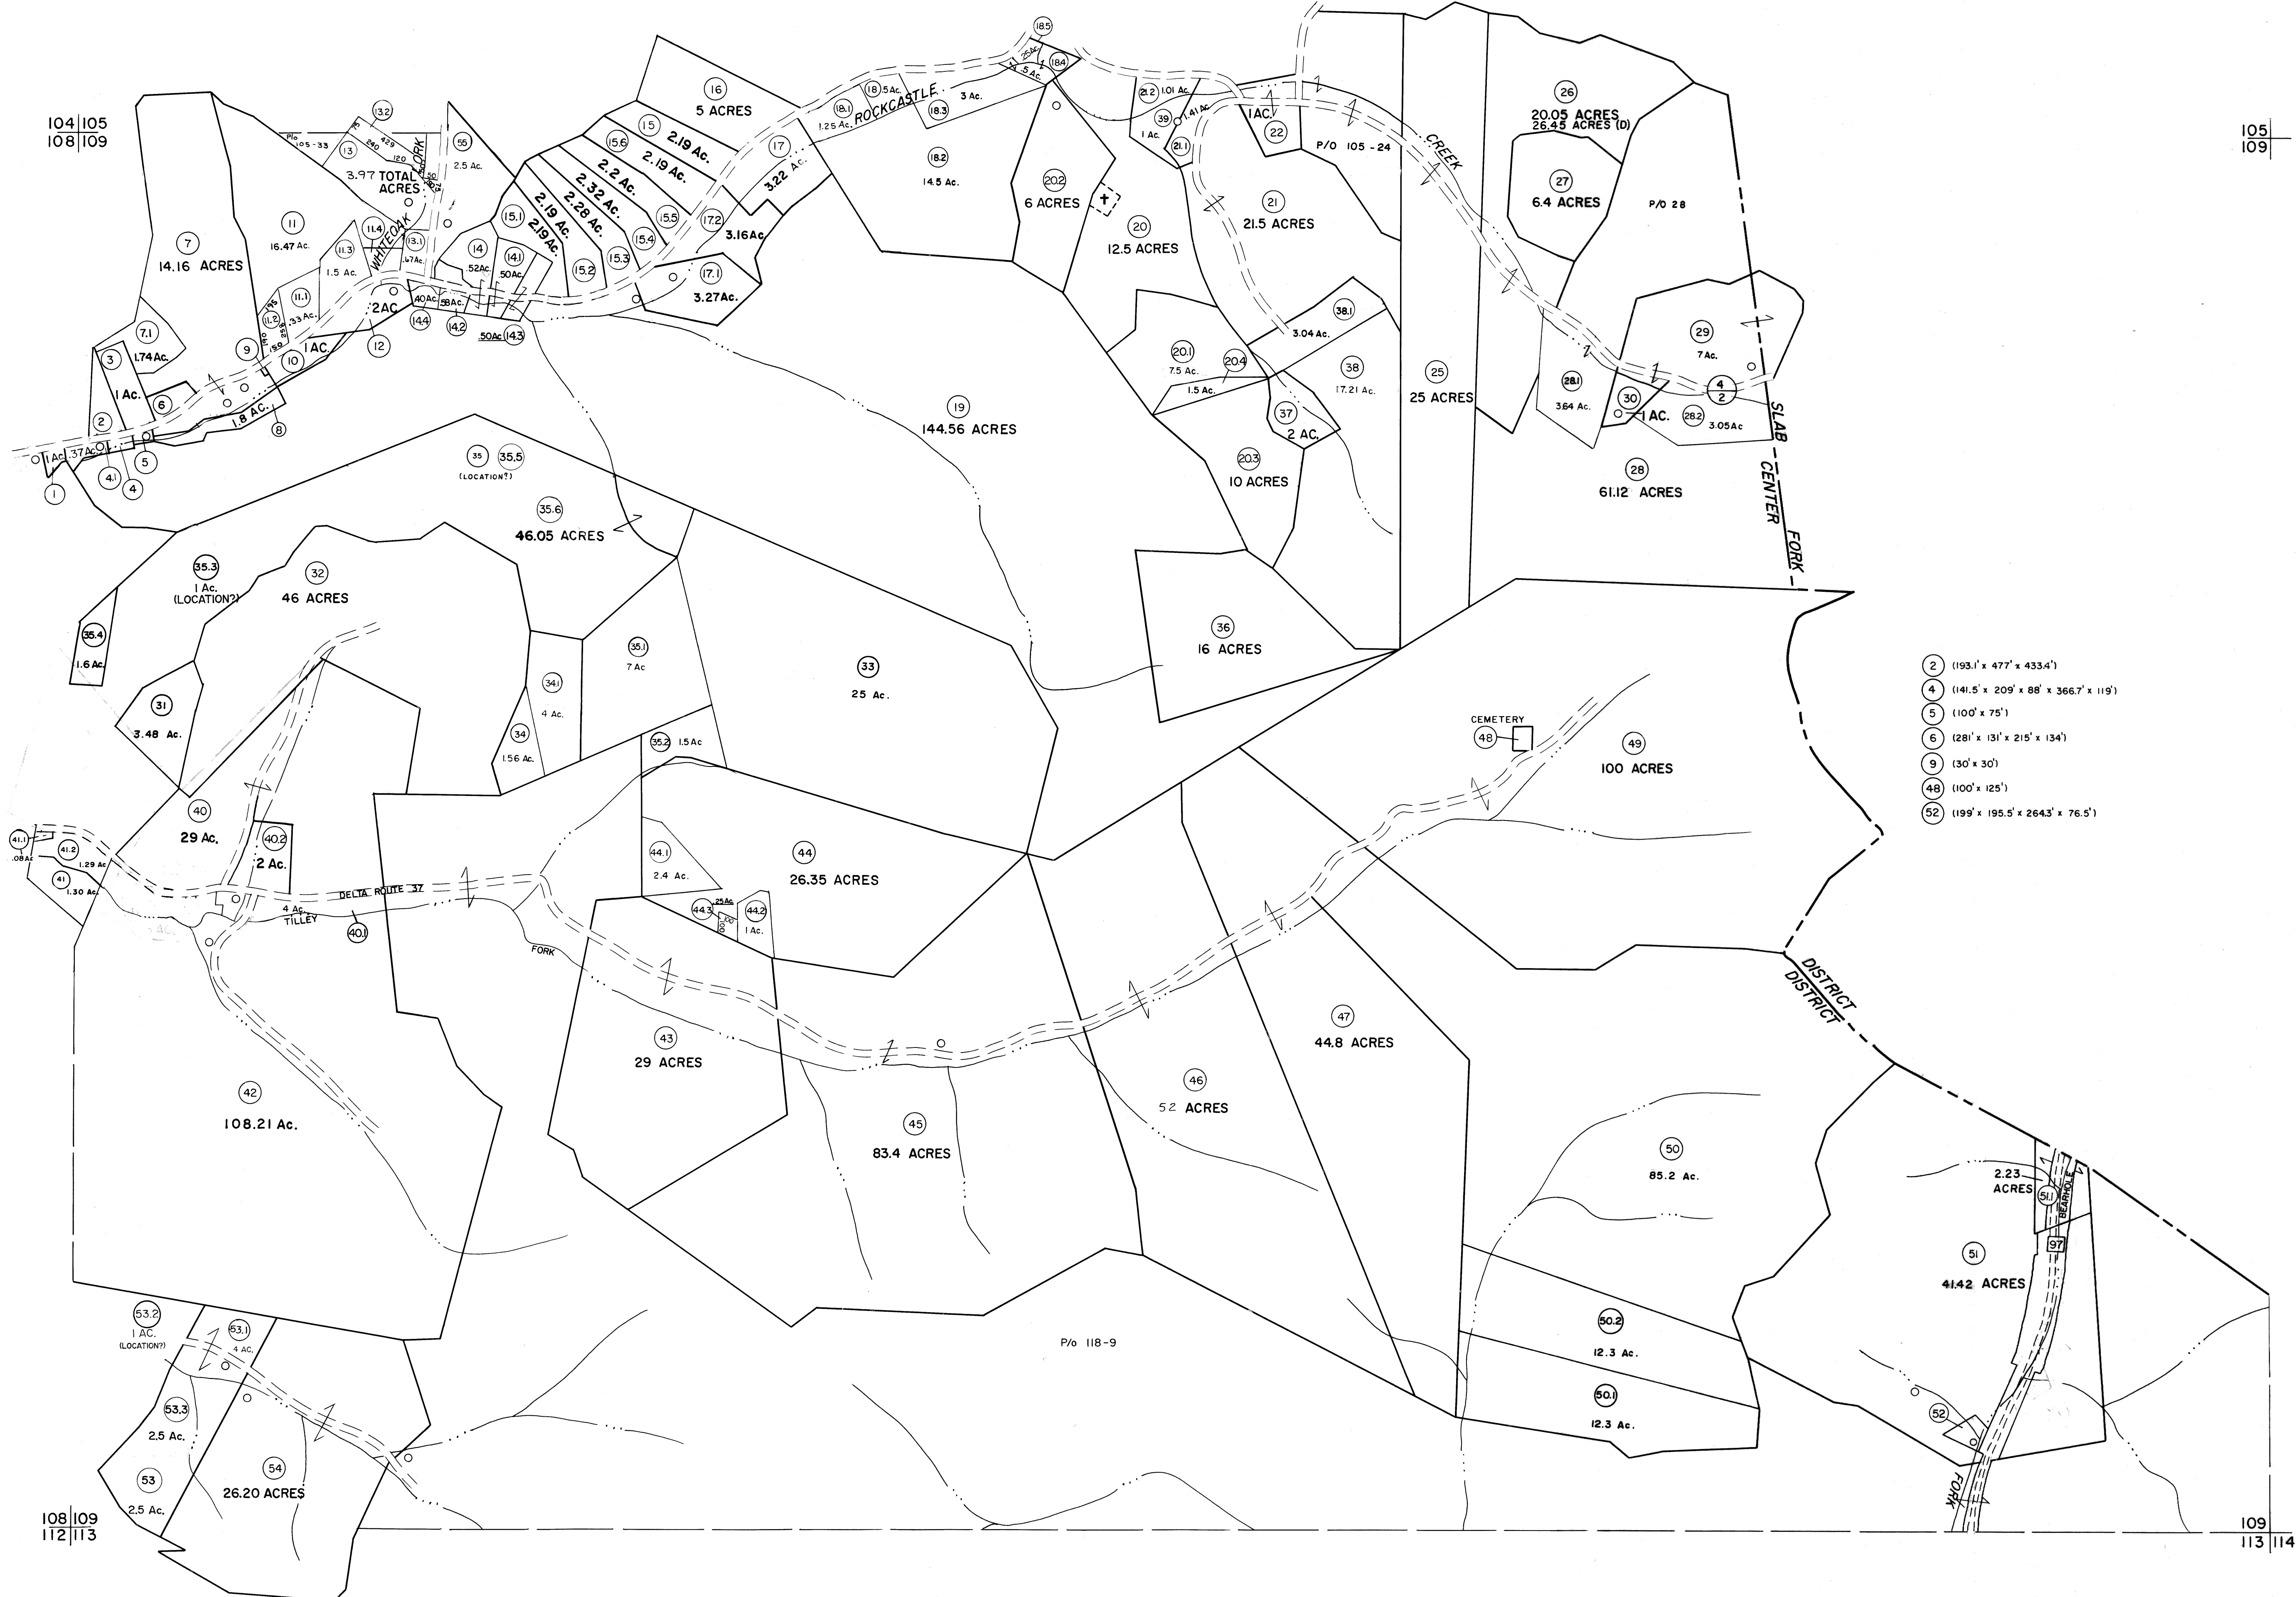 104 105
108 109
105
109
13.2
75
429
240
120
P/o 105-33
13
3.97 TOTAL
ACRES
FORK
50
55
2.5 Ac.
16
5 ACRES
15
2.19 Ac.
15.6
2.19 Ac.
2.2 Ac.
2.32 Ac.
2.28 Ac.
2.19 Ac.
2.19 Ac.
15.5
15.4
15.3
15.2
15.1
17
3.22 Ac.
17.2
3.16 Ac.
17.1
3.27 Ac.
18.1
1.25 Ac.
18
.5 Ac.
ROCKCASTLE
18.3
3 Ac.
18.5
.25 Ac.
.5 Ac.
18.4
18.2
14.5 Ac.
20.2
6 ACRES
20
12.5 ACRES
21.2
1.01 Ac.
1 Ac.
39
1.41 Ac.
21.1
1 AC.
22
P/O 105-24
CREEK
21
21.5 ACRES
26
20.05 ACRES
26.45 ACRES (D)
27
6.4 ACRES
P/O 28
7
14.16 ACRES
11
16.47 Ac.
11.4
WHITEOAK
11.3
1.5 Ac.
13.1
.67 Ac.
14
.52 Ac.
14.1
.50 Ac.
.40 Ac.
.58 Ac.
14.4
14.2
.50 Ac.
14.3
11.1
.33 Ac.
11.2
195
190
258
150
2 AC.
12
1 AC.
10
9
7.1
1.74 Ac.
3
1 Ac.
6
1.8 AC.
8
2
1 Ac.
.37 Ac.
1
4.1
4
5
38.1
3.04 Ac.
20.1
7.5 Ac.
20.4
1.5 Ac.
38
17.21 Ac.
37
2 AC.
20.3
10 ACRES
25
25 ACRES
29
7 Ac.
4
2
28.1
3.64 Ac.
30
1 AC.
28.2
3.05 Ac.
28
61.12 ACRES
SLAB FORK
CENTER
19
144.56 ACRES
35
35.5
(LOCATION?)
35.6
46.05 ACRES
35.3
1 Ac.
(LOCATION?)
32
46 ACRES
35.4
1.6 Ac.
31
3.48 Ac.
34.1
4 Ac.
34
1.56 Ac.
35.1
7 Ac
33
25 Ac.
35.2
1.5 Ac
36
16 ACRES
2 (193.1' x 477' x 433.4')
4 (141.5' x 209' x 88' x 366.7' x 119')
5 (100' x 75')
6 (281' x 131' x 215' x 134')
9 (30' x 30')
48 (100' x 125')
52 (199' x 195.5' x 264.3' x 76.5')
CEMETERY
48
49
100 ACRES
40
29 Ac.
40.2
2 Ac.
41.1
.08 Ac
41.2
1.29 Ac
41
1.30 Ac.
DELTA ROUTE 37
4 Ac.
TILLEY
40.1
FORK
44.1
2.4 Ac.
44
26.35 ACRES
44.3
.25 Ac.
100
100
44.2
1 Ac.
DISTRICT
DISTRICT
43
29 ACRES
47
44.8 ACRES
42
108.21 Ac.
45
83.4 ACRES
46
52 ACRES
50
85.2 Ac.
2.23
ACRES
51.1
BEARHOLE
97
51
41.42 ACRES
50.2
12.3 Ac.
50.1
12.3 Ac.
52
FORK
53.2
1 AC.
(LOCATION?)
53.1
4 AC.
53.3
2.5 Ac.
53
2.5 Ac.
54
26.20 ACRES
P/o 118-9
108 109
112 113
109
113 114